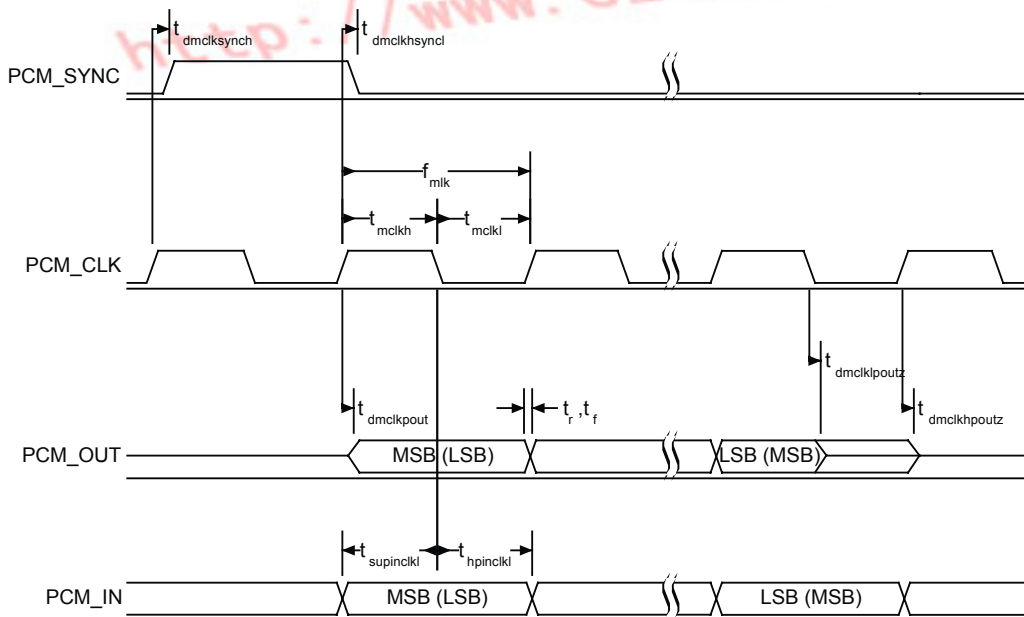 http://www.
t dmclksynch
t dmclkhsyncl
PCM_SYNC
f mlk
t mclkh
t mclkl
PCM_CLK
t dmclklpoutz
t dmclkpout
t r ,t f
t dmclkhpoutz
PCM_OUT
MSB (LSB)
LSB (MSB)
t supinclkl
t hpinclkl
PCM_IN
MSB (LSB)
LSB (MSB)